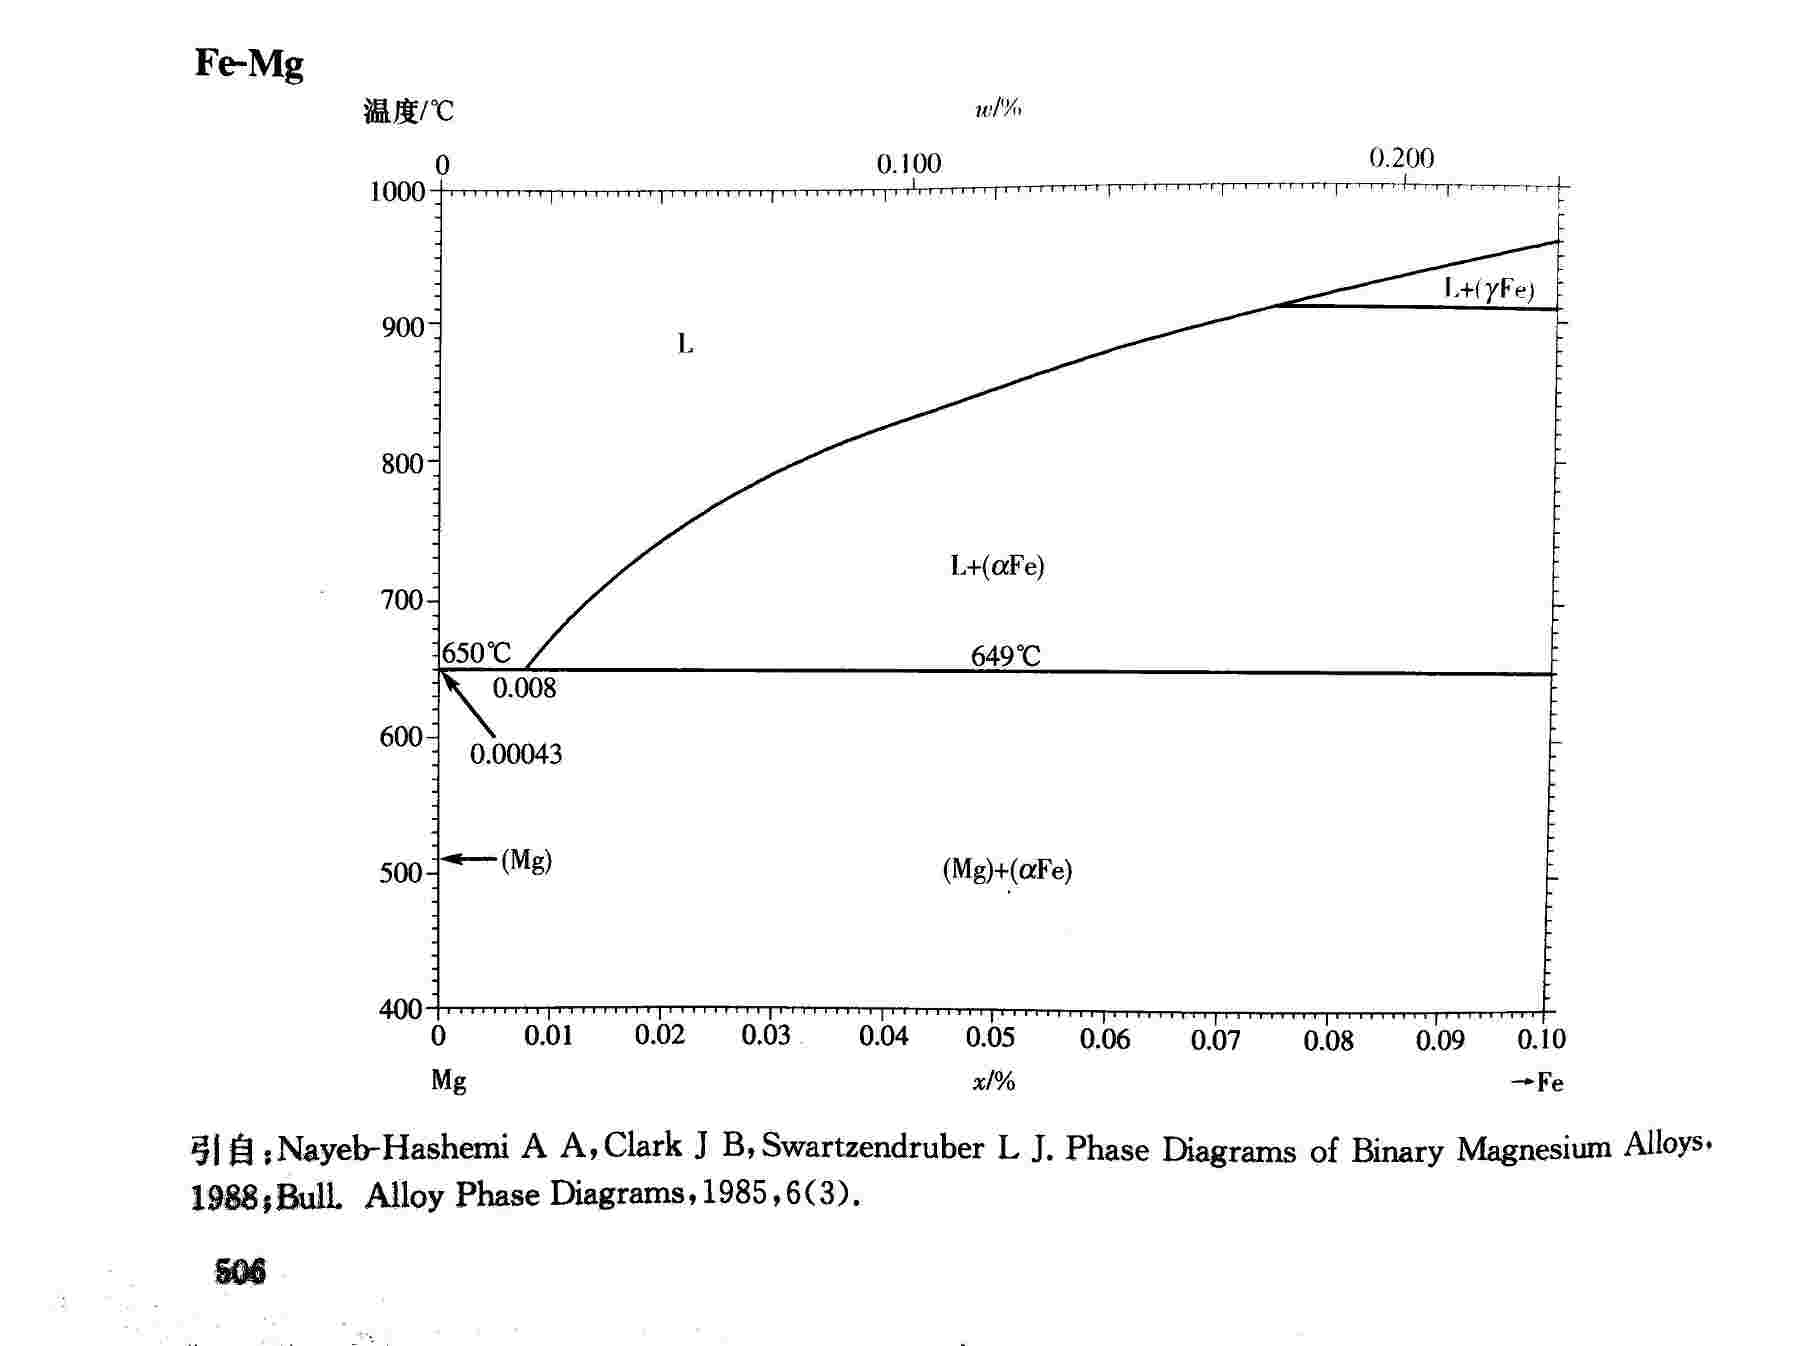 Fe-Mg
温度/℃
w/%
0 0.100 0.200
1000
L+(γFe)
900
L
800
L+(αFe)
700
650℃ 649℃
0.008
600
0.00043
(Mg)
500
(Mg)+(αFe)
400
0 0.01 0.02 0.03 0.04 0.05 0.06 0.07 0.08 0.09 0.10
Mg x/% →Fe
引自:Nayeb-Hashemi A A,Clark J B,Swartzendruber L J. Phase Diagrams of Binary Magnesium Alloys.
1988;Bull. Alloy Phase Diagrams,1985,6(3).
506